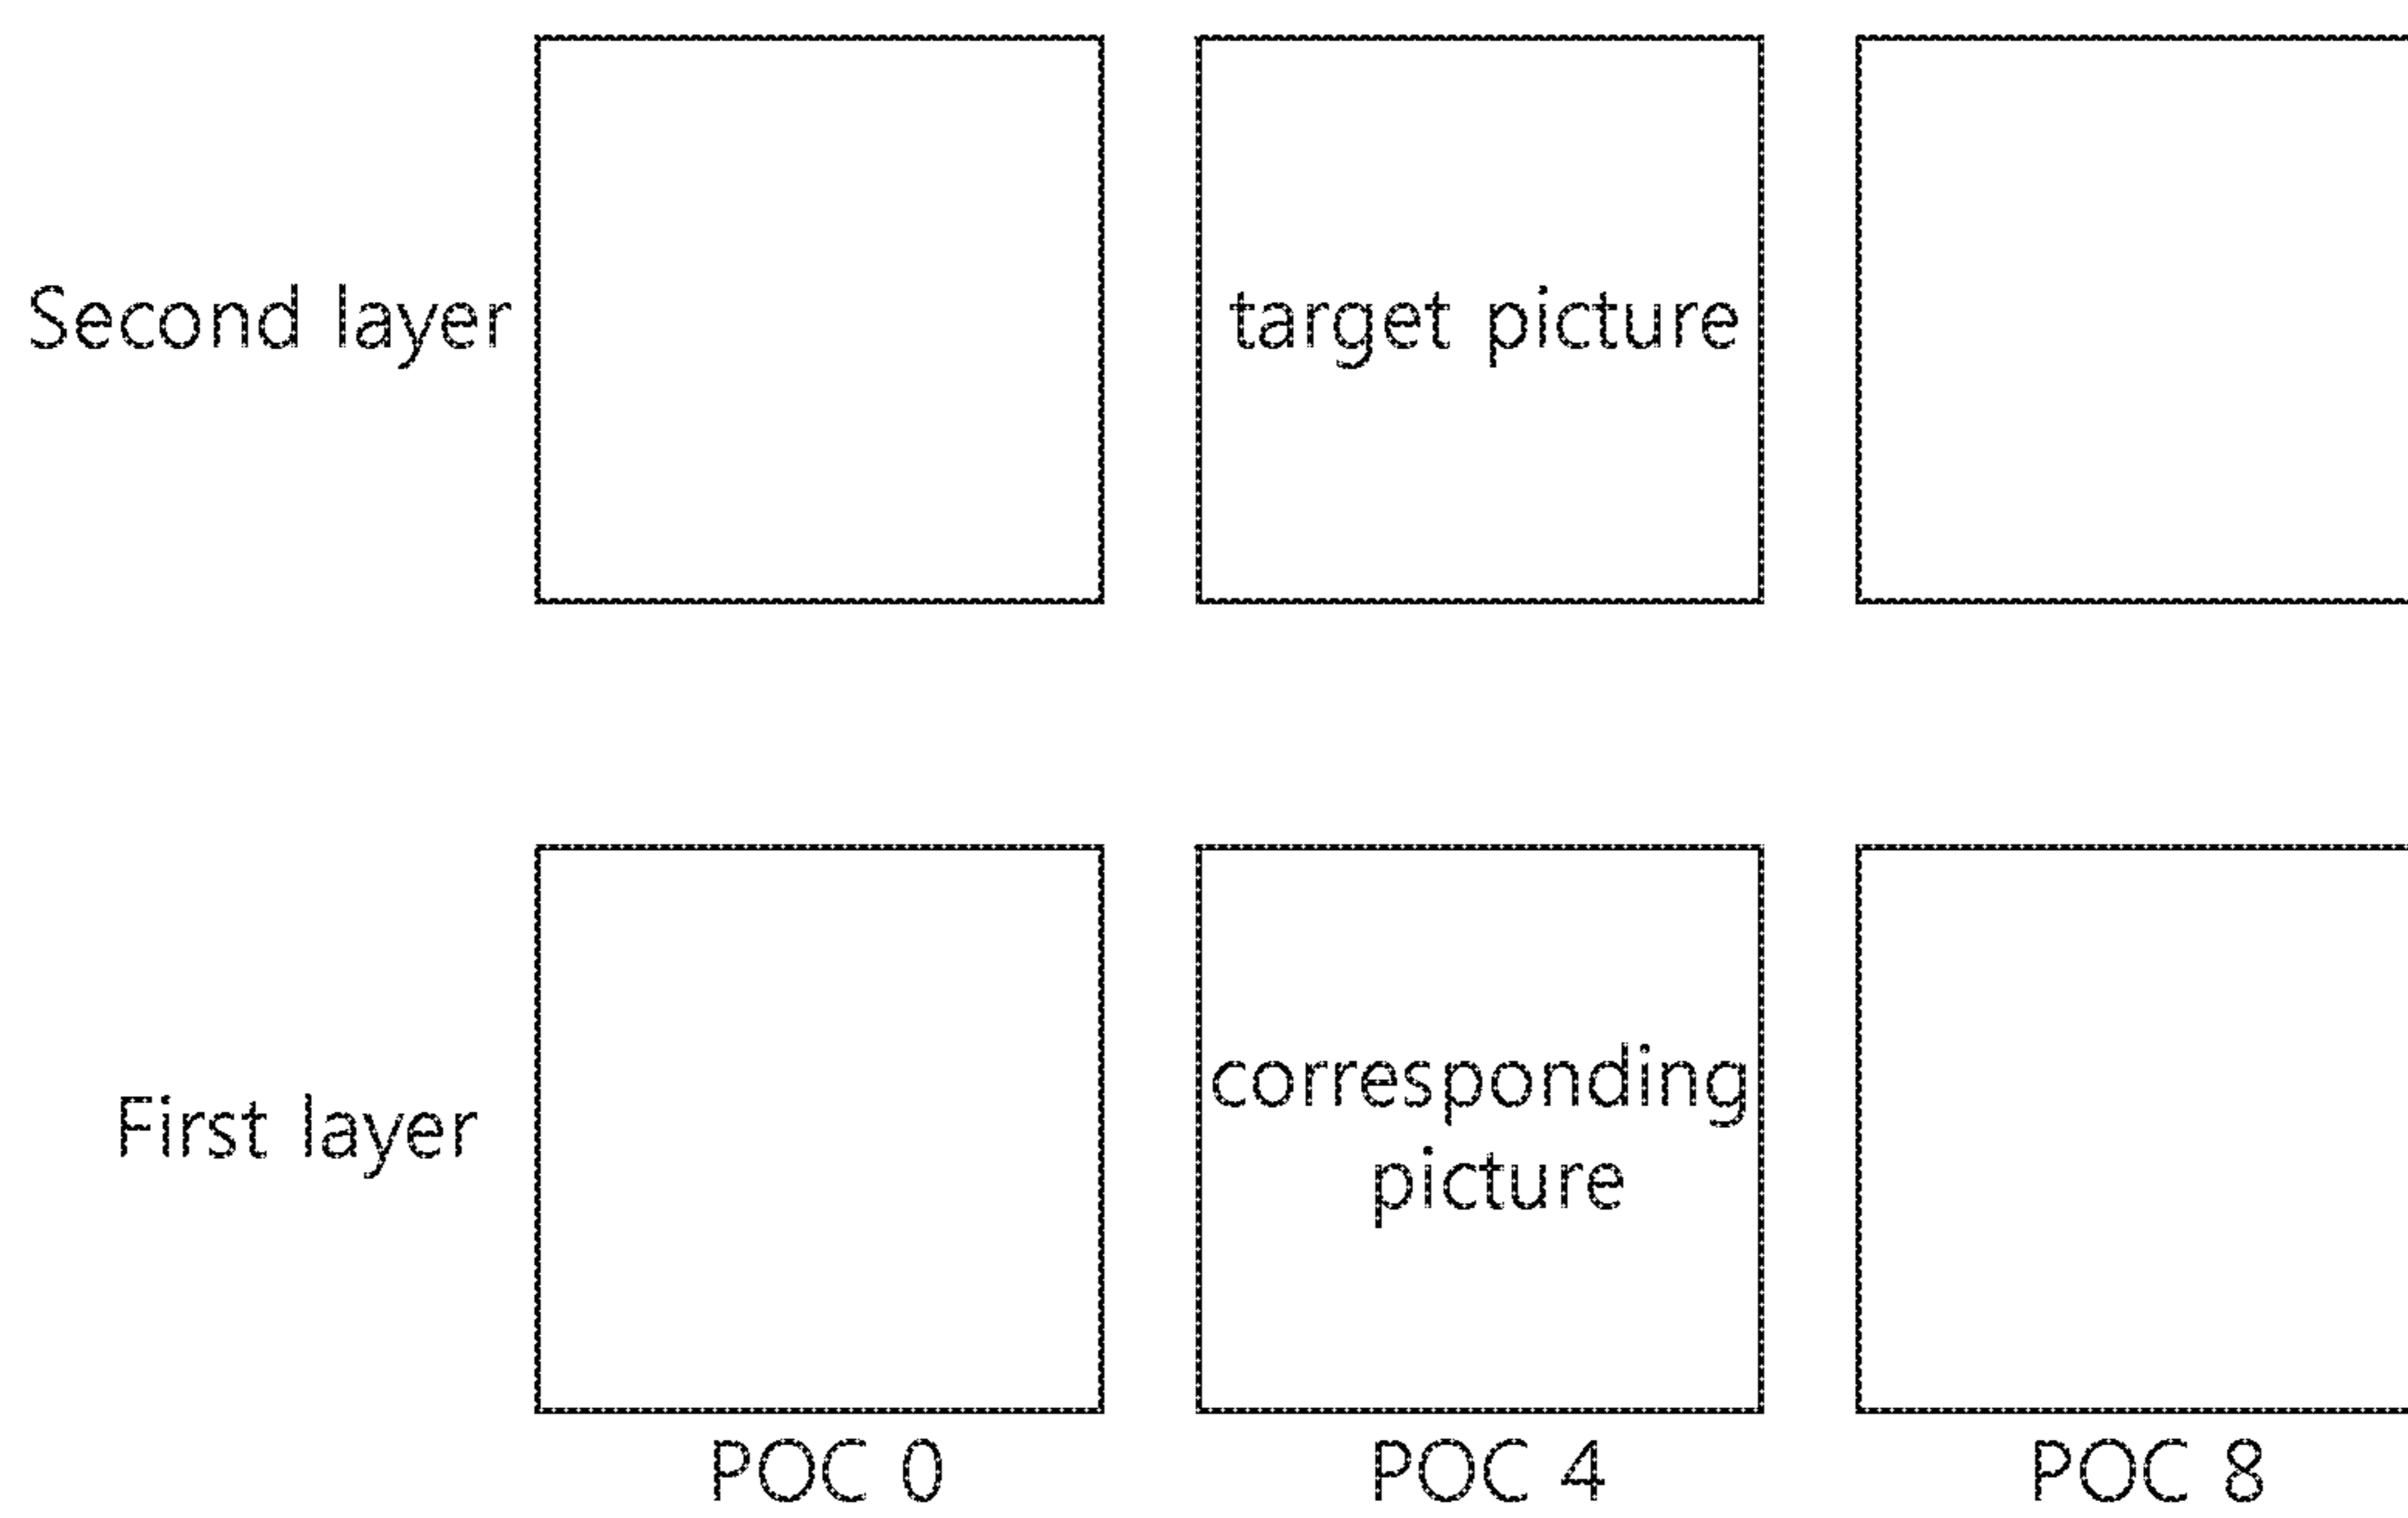 Second layer
target picture
First layer
corresponding
picture
POC 0
POC 4
POC 8